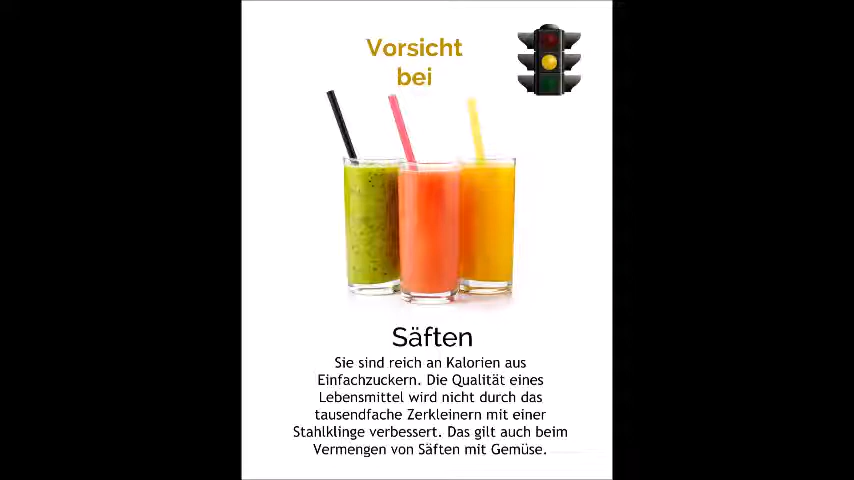 Vorsicht
bei
Säften
Sie sind reich an Kalorien aus
Einfachzuckern. Die Qualität eines
Lebensmittel wird nicht durch das
tausendfache Zerkleinern mit einer
Stahlklinge verbessert. Das gilt auch beim
Vermengen von Säften mit Gemüse.